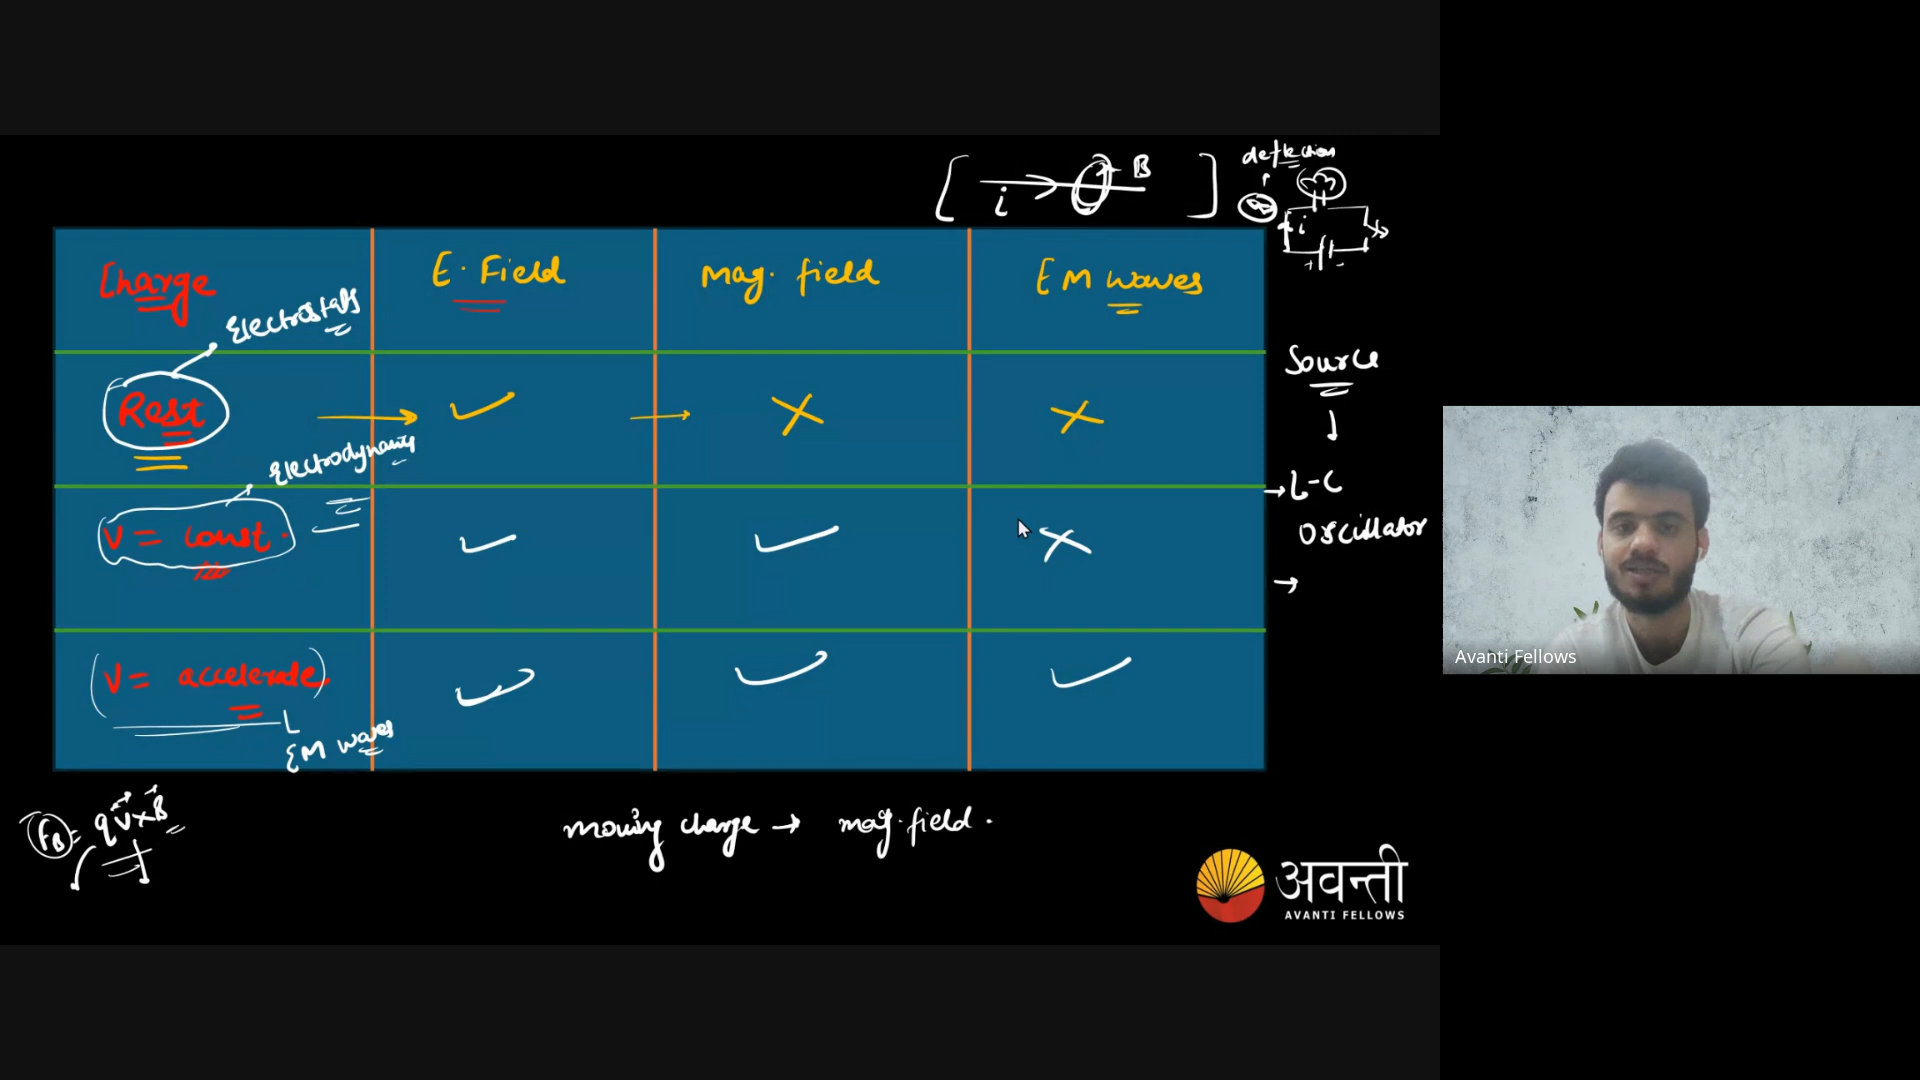 deflection
i B
i
+ -
Charge E. Field Mag. field EM waves
Electrostats
Source
Rest
L-C
Oscillator
Electrodynamics
V = const.
V = accelerate
EM waves
FB = qv×B
moving charge → mag. field.
अवन्ती
AVANTI FELLOWS
Avanti Fellows